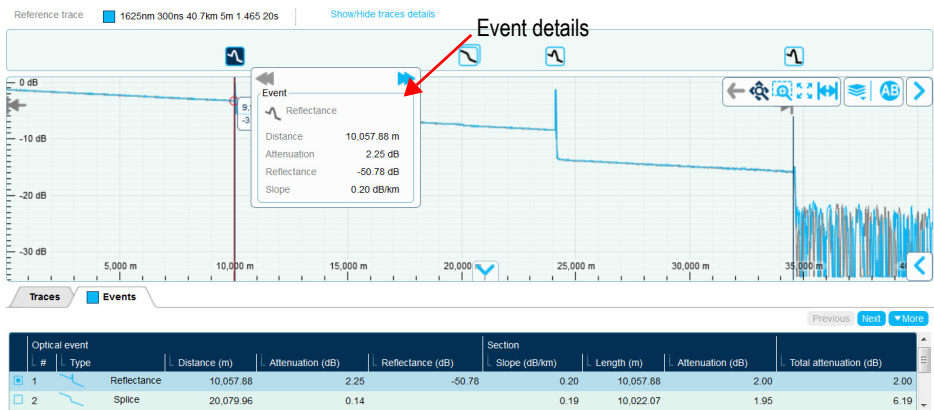 Reference trace 1625nm 300ns 40.7km 5m 1.465 20s Show/Hide traces details
Event details
0 dB
-10 dB
-20 dB
-30 dB
Event
Reflectance
Distance 10,057.88 m
Attenuation 2.25 dB
Reflectance -50.78 dB
Slope 0.20 dB/km
AB
5,000 m 10,000 m 15,000 m 20,000 m 25,000 m 30,000 m 35,000 m
Traces Events
Previous Next More
Optical event Section
# Type Distance (m) Attenuation (dB) Reflectance (dB) Slope (dB/km) Length (m) Attenuation (dB) Total attenuation (dB)
1 Reflectance 10,057.88 2.25 -50.78 0.20 10,057.88 2.00 2.00
2 Splice 20,079.96 0.14 0.19 10,022.07 1.95 6.19